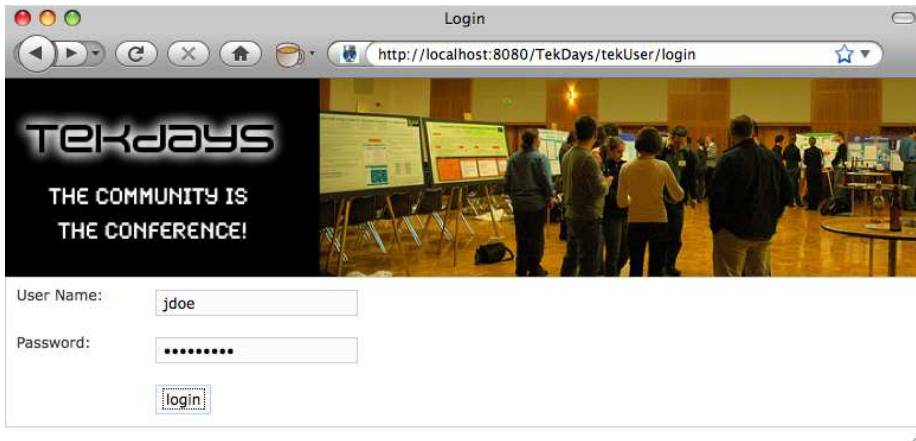 Login
http://localhost:8080/TekDays/tekUser/login
TEKDAYS
THE COMMUNITY IS
THE CONFERENCE!
User Name:
jdoe
Password:
•••••••••
login